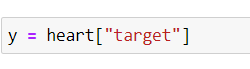 y = heart["target"]